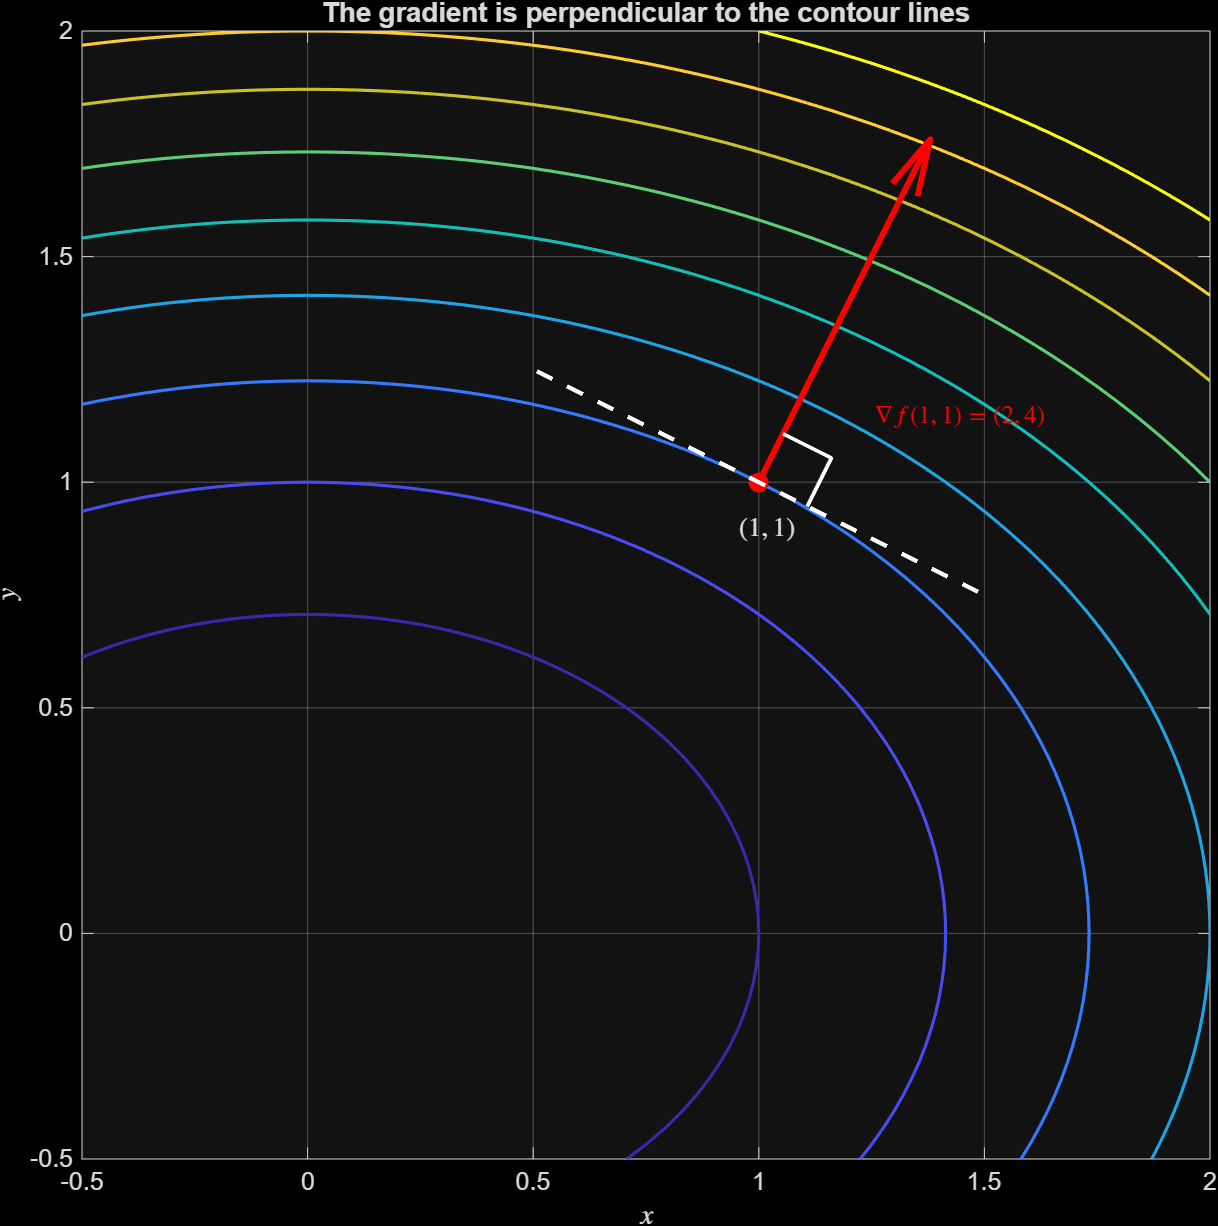 The gradient is perpendicular to the contour lines
2
1.5
∇f(1, 1) = (2, 4)
1
(1, 1)
y
0.5
0
-0.5
-0.5 0 0.5 1 1.5 2
x